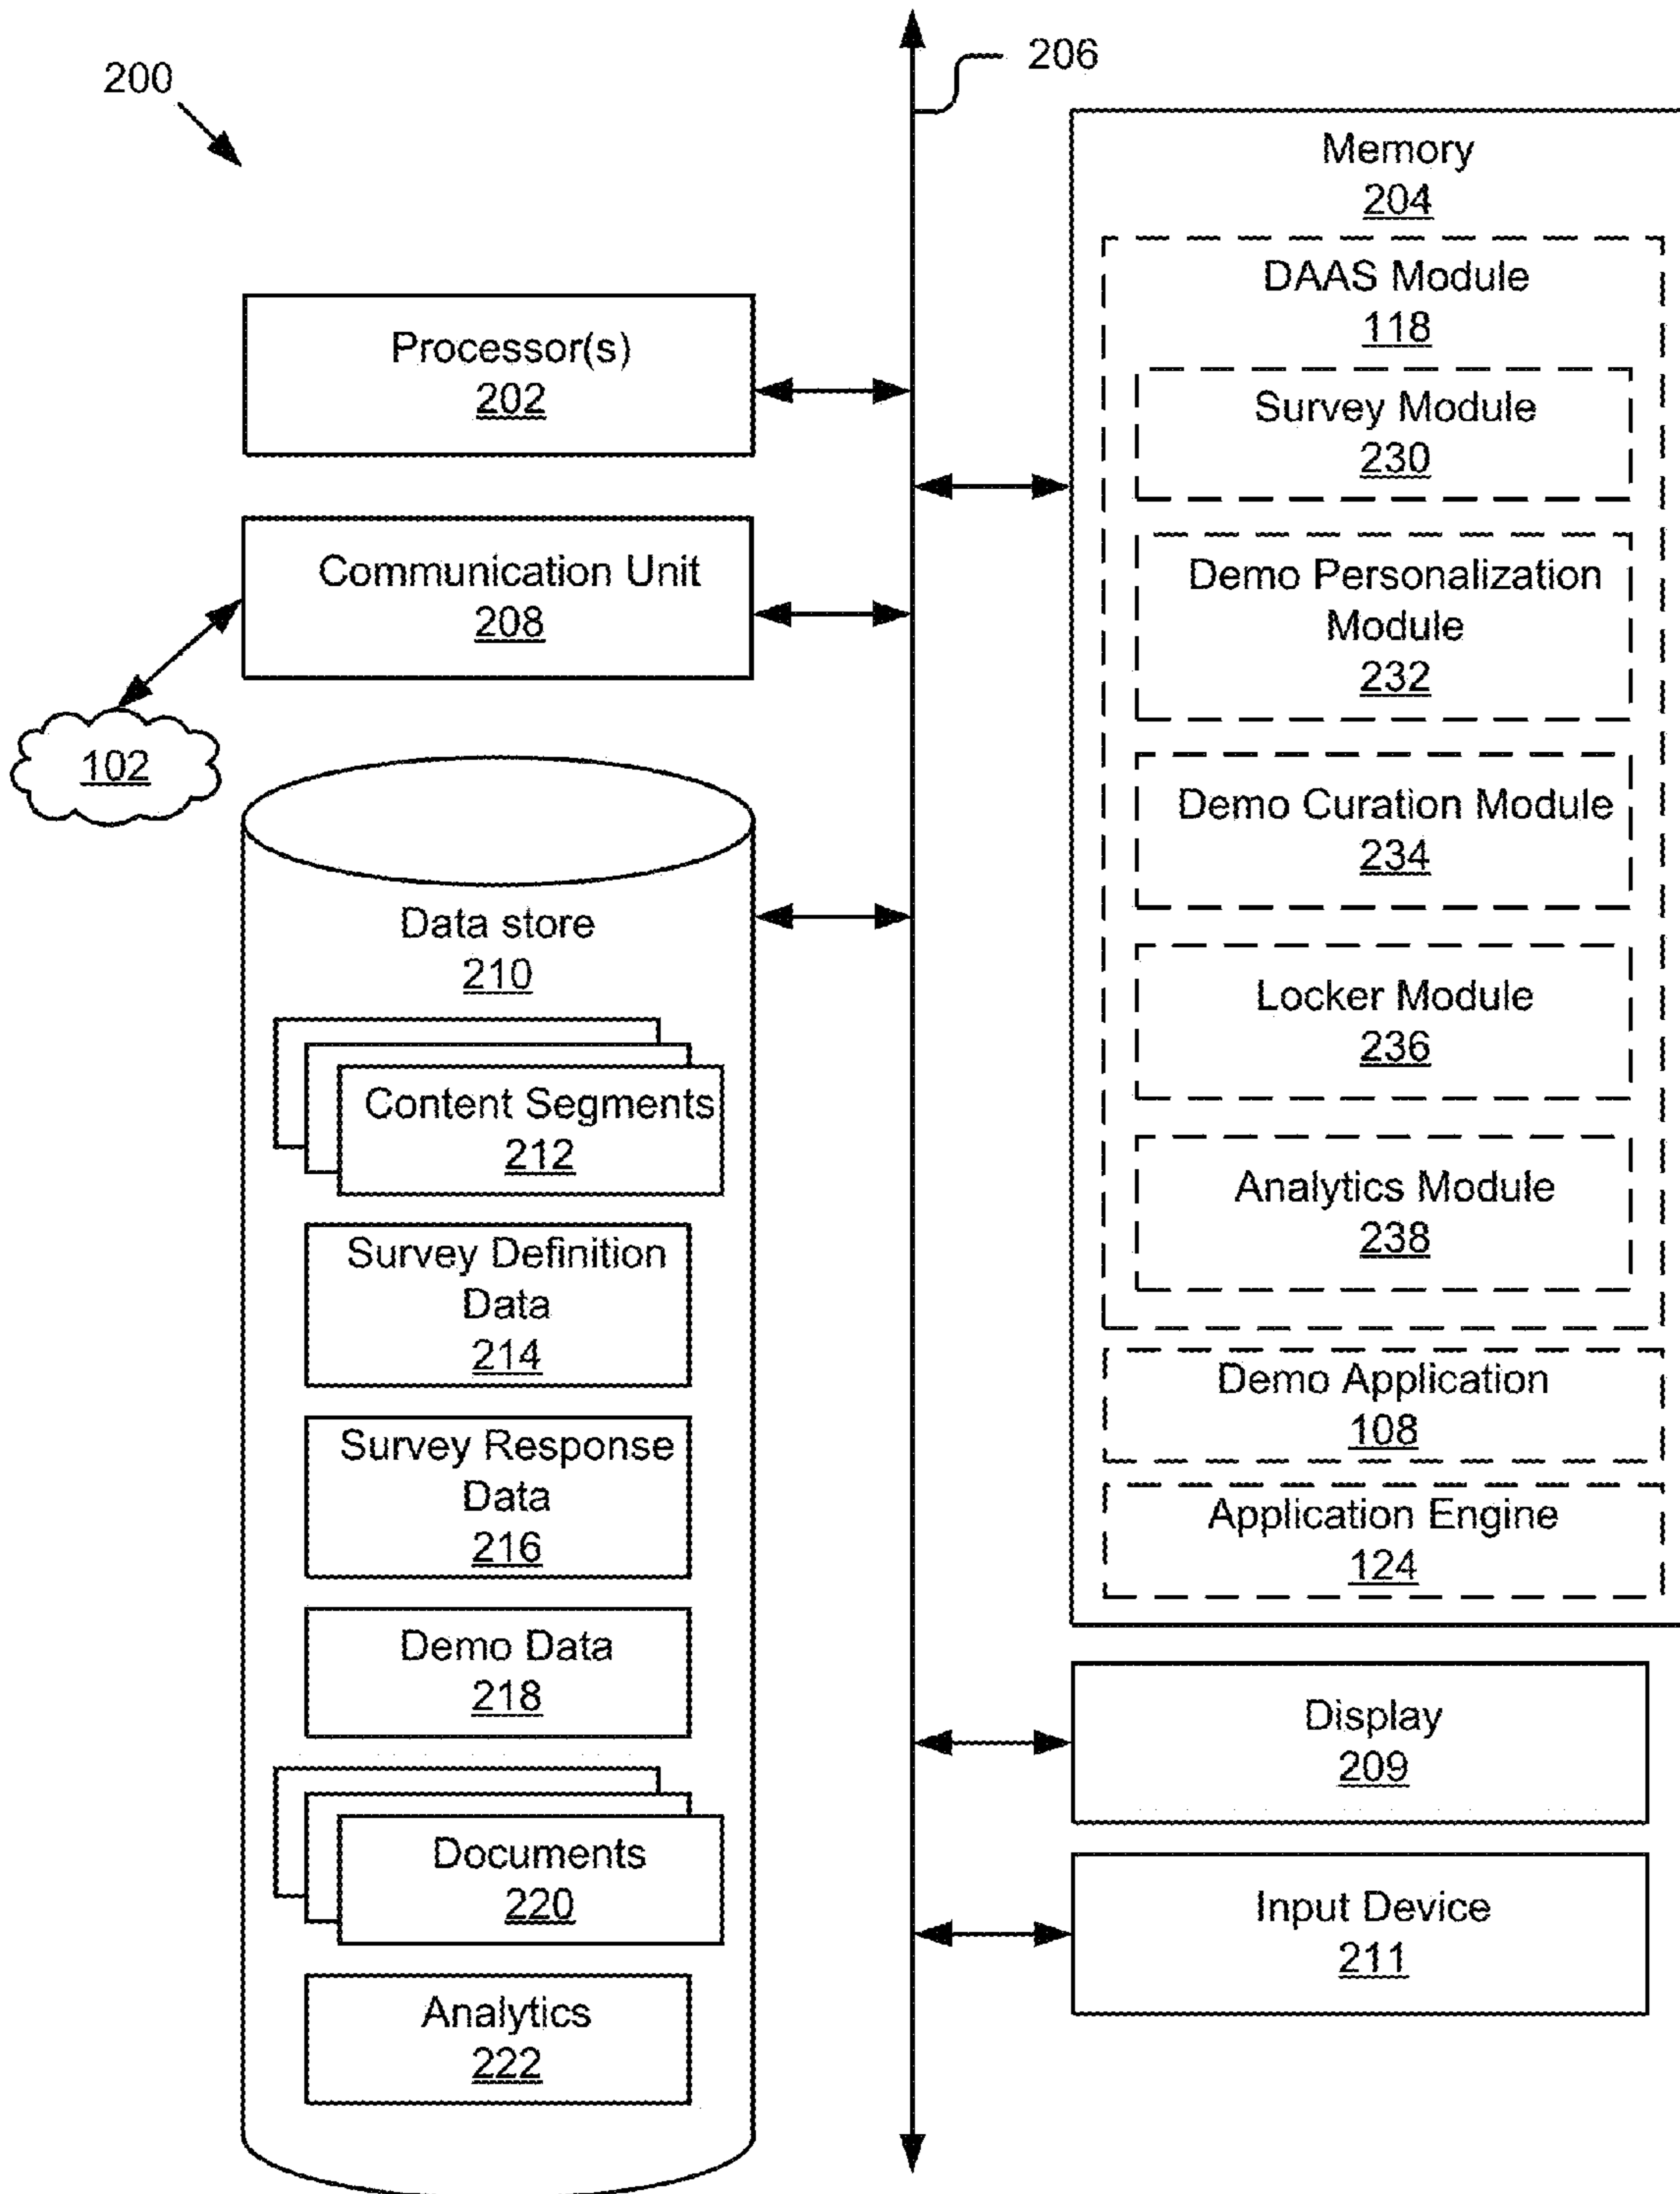 200
206
Processor(s)
202
Communication Unit
208
102
Data store
210
Content Segments
212
Survey Definition
Data
214
Survey Response
Data
216
Demo Data
218
Documents
220
Analytics
222
Memory
204
DAAS Module
118
Survey Module
230
Demo Personalization
Module
232
Demo Curation Module
234
Locker Module
236
Analytics Module
238
Demo Application
108
Application Engine
124
Display
209
Input Device
211